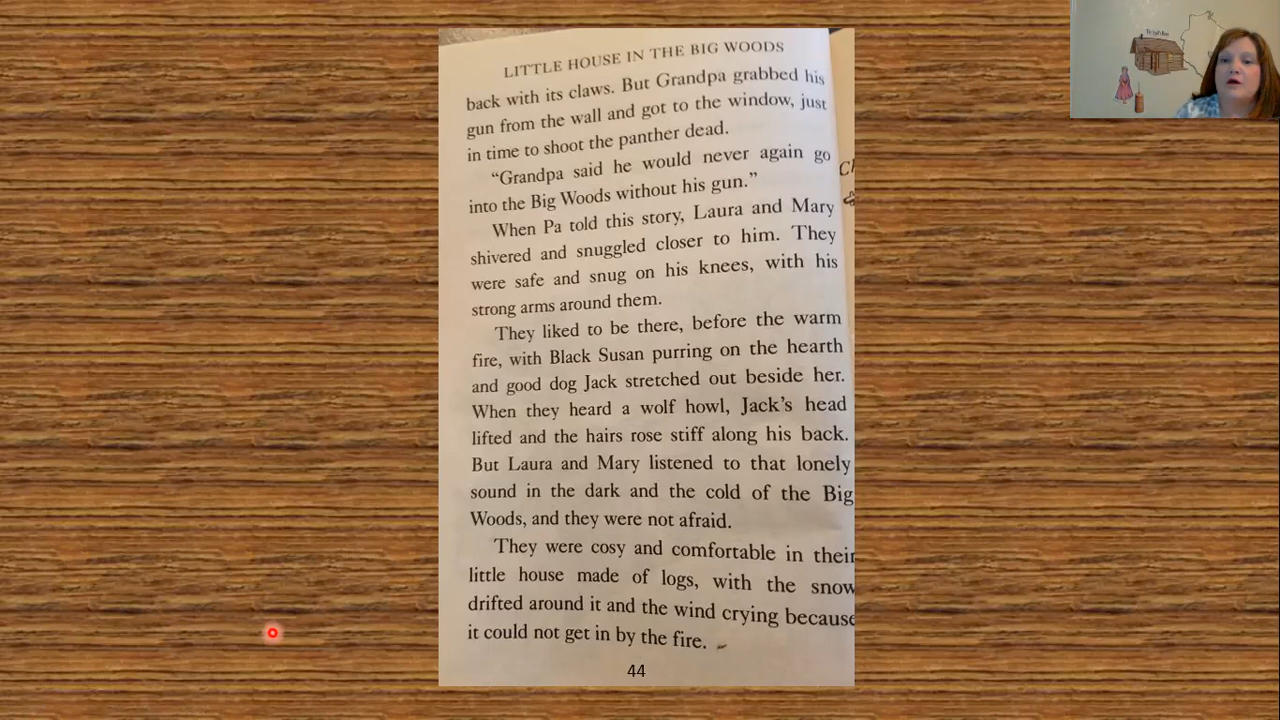 LITTLE HOUSE IN THE BIG WOODS
back with its claws. But Grandpa grabbed his
gun from the wall and got to the window, just
in time to shoot the panther dead.
“Grandpa said he would never again go
into the Big Woods without his gun.”
When Pa told this story, Laura and Mary
shivered and snuggled closer to him. They
were safe and snug on his knees, with his
strong arms around them.
They liked to be there, before the warm
fire, with Black Susan purring on the hearth
and good dog Jack stretched out beside her.
When they heard a wolf howl, Jack’s head
lifted and the hairs rose stiff along his back.
But Laura and Mary listened to that lonely
sound in the dark and the cold of the Big
Woods, and they were not afraid.
They were cosy and comfortable in their
little house made of logs, with the snow
drifted around it and the wind crying because
it could not get in by the fire.
44